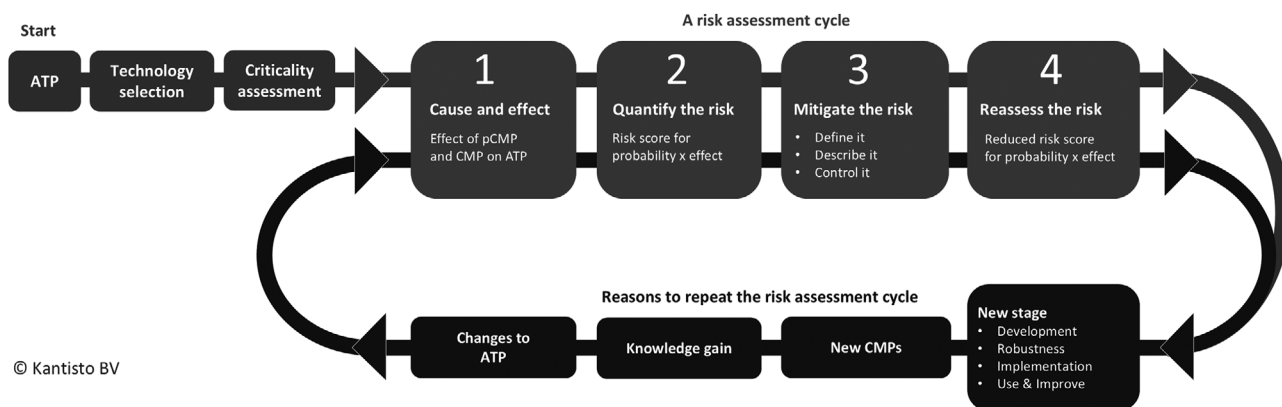 A risk assessment cycle
Start
ATP
Technology
selection
Criticality
assessment
1
Cause and effect
Effect of pCMP
and CMP on ATP
2
Quantify the risk
Risk score for
probability x effect
3
Mitigate the risk
• Define it
• Describe it
• Control it
4
Reassess the risk
Reduced risk score
for probability x effect
Reasons to repeat the risk assessment cycle
Changes to
ATP
Knowledge gain
New CMPs
New stage
• Development
• Robustness
• Implementation
• Use & Improve
© Kantisto BV